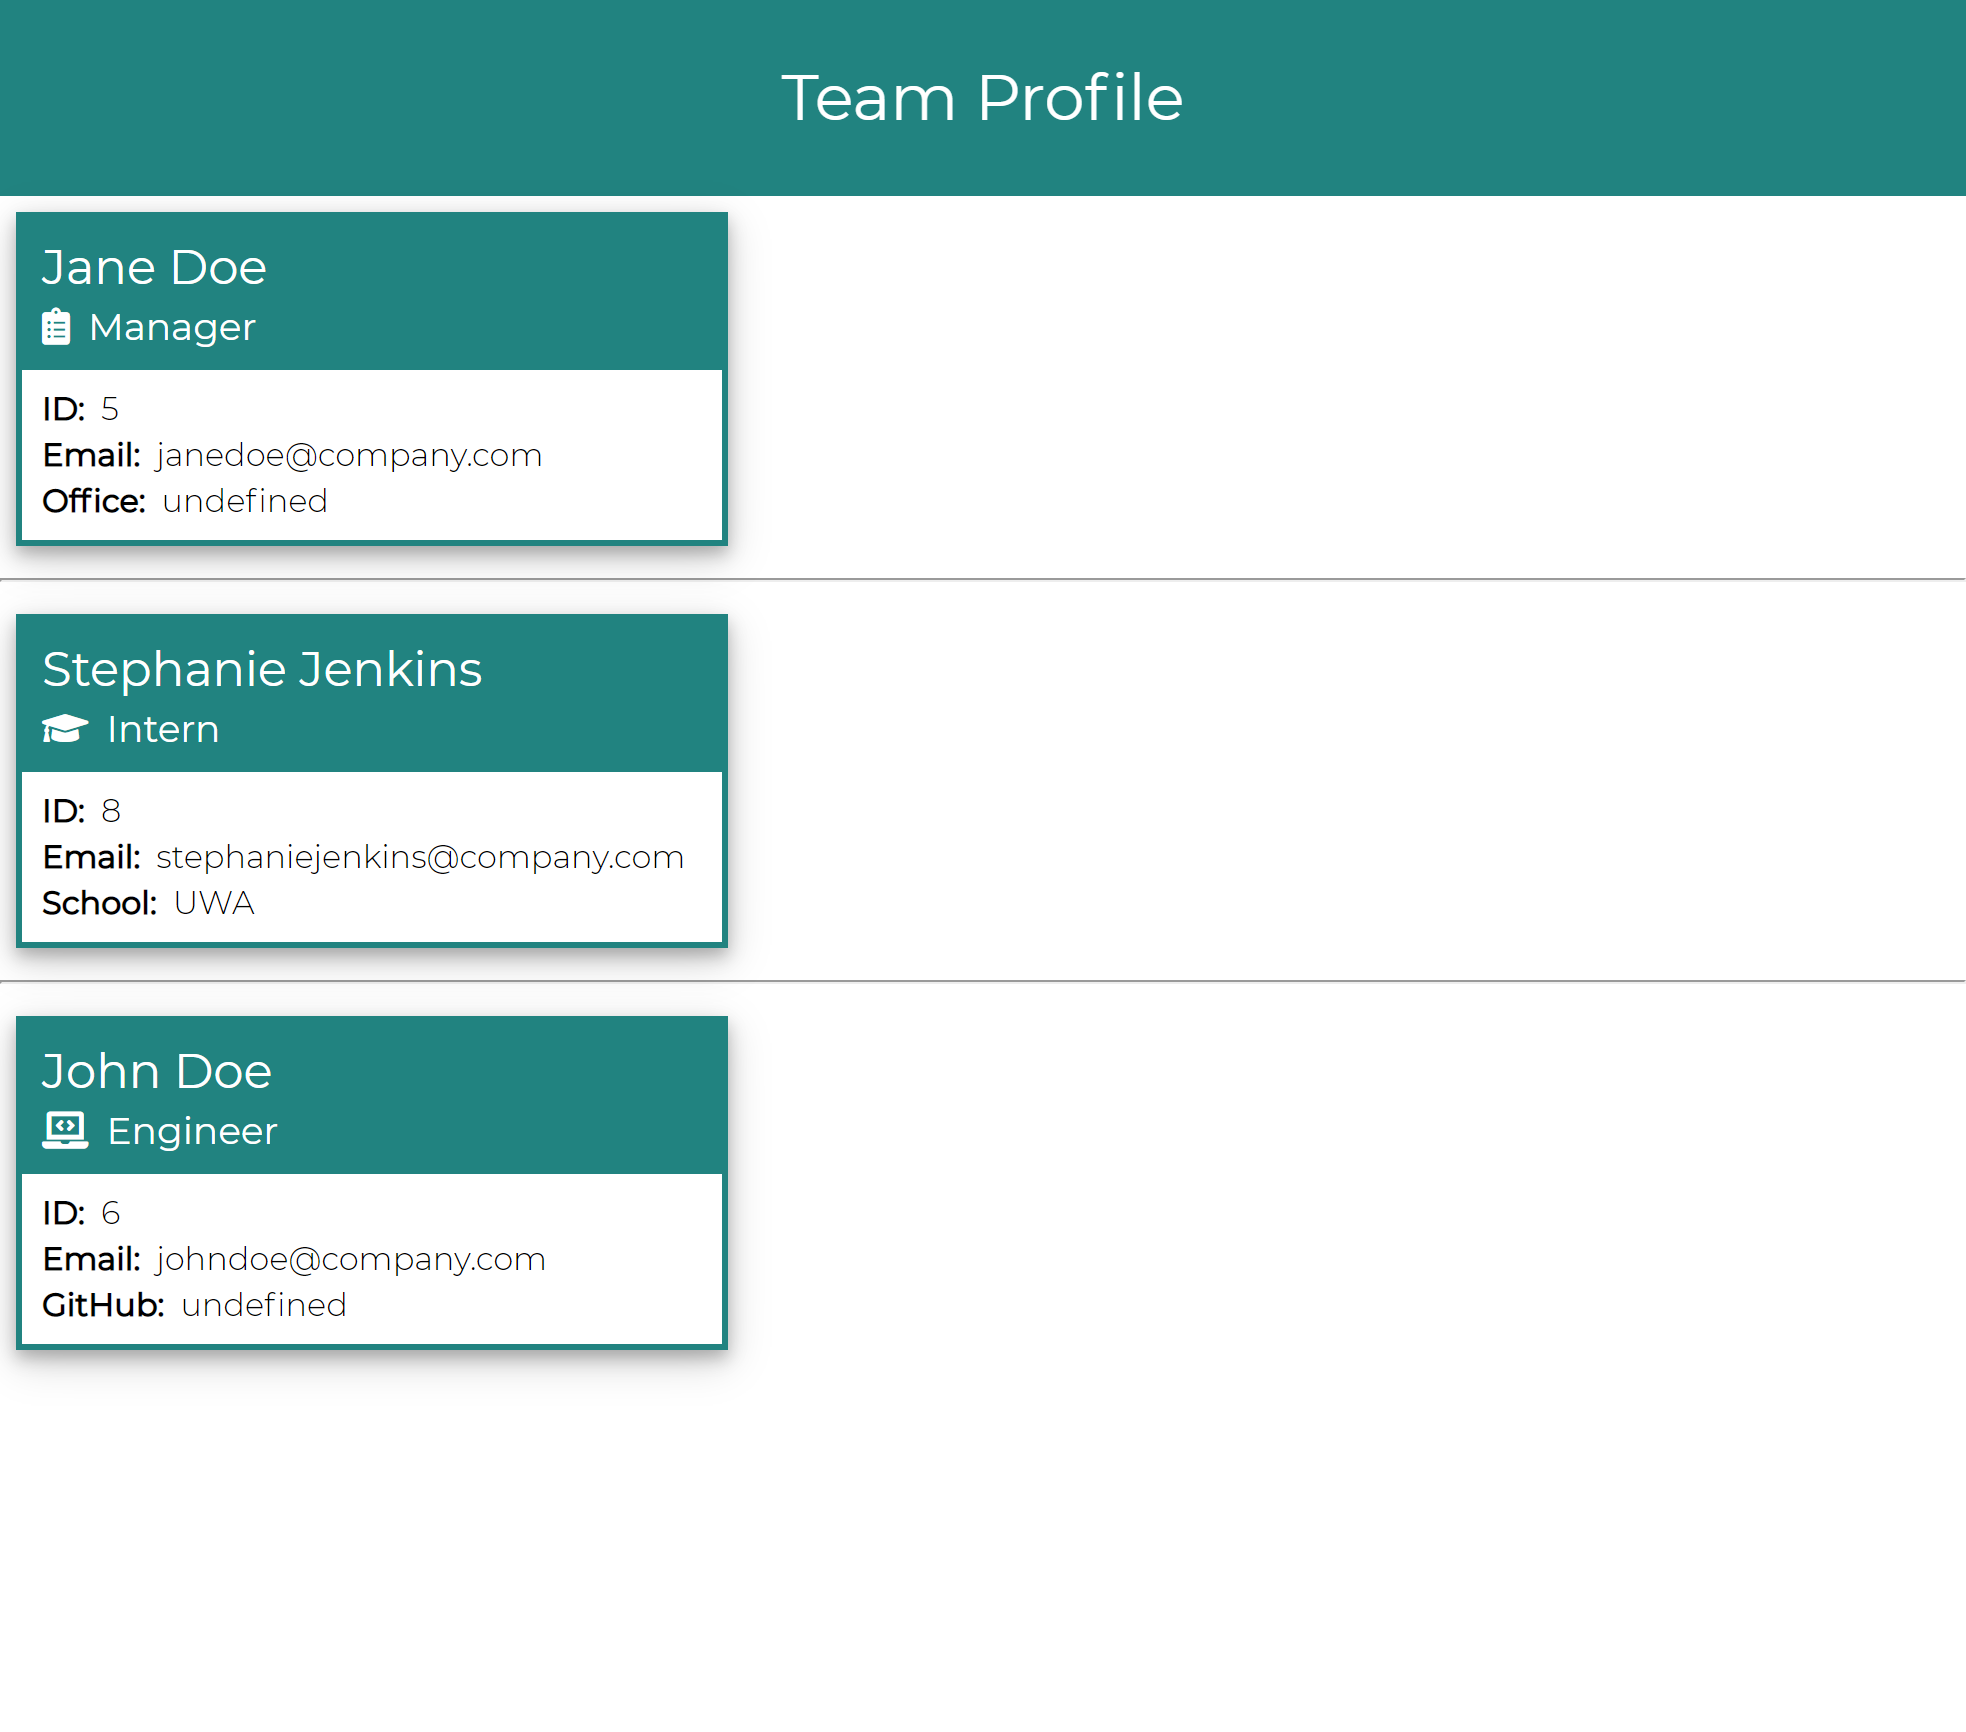 Team Profile
Jane Doe
Manager
ID: 5
Email: janedoe@company.com
Office: undefined
Stephanie Jenkins
Intern
ID: 8
Email: stephaniejenkins@company.com
School: UWA
John Doe
Engineer
ID: 6
Email: johndoe@company.com
GitHub: undefined